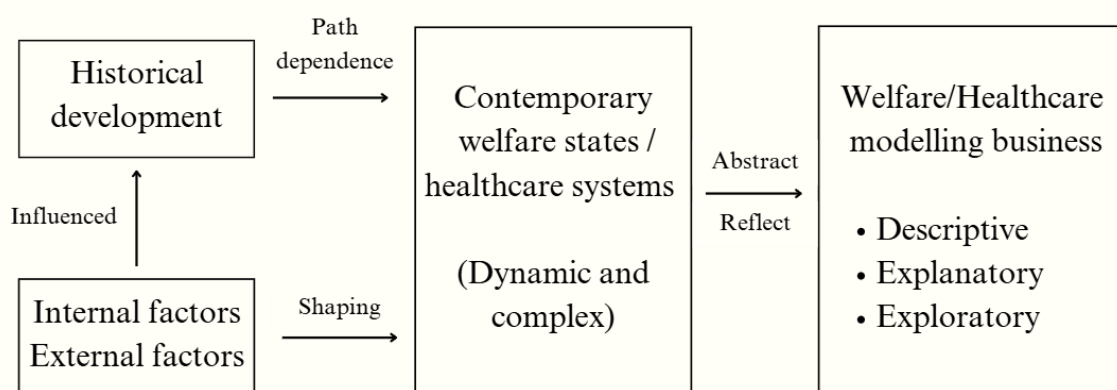 Historical
development
Path
dependence
Influenced
Internal factors
External factors
Shaping
Contemporary
welfare states /
healthcare systems
(Dynamic and
complex)
Abstract
Reflect
Welfare/Healthcare
modelling business
• Descriptive
• Explanatory
• Exploratory